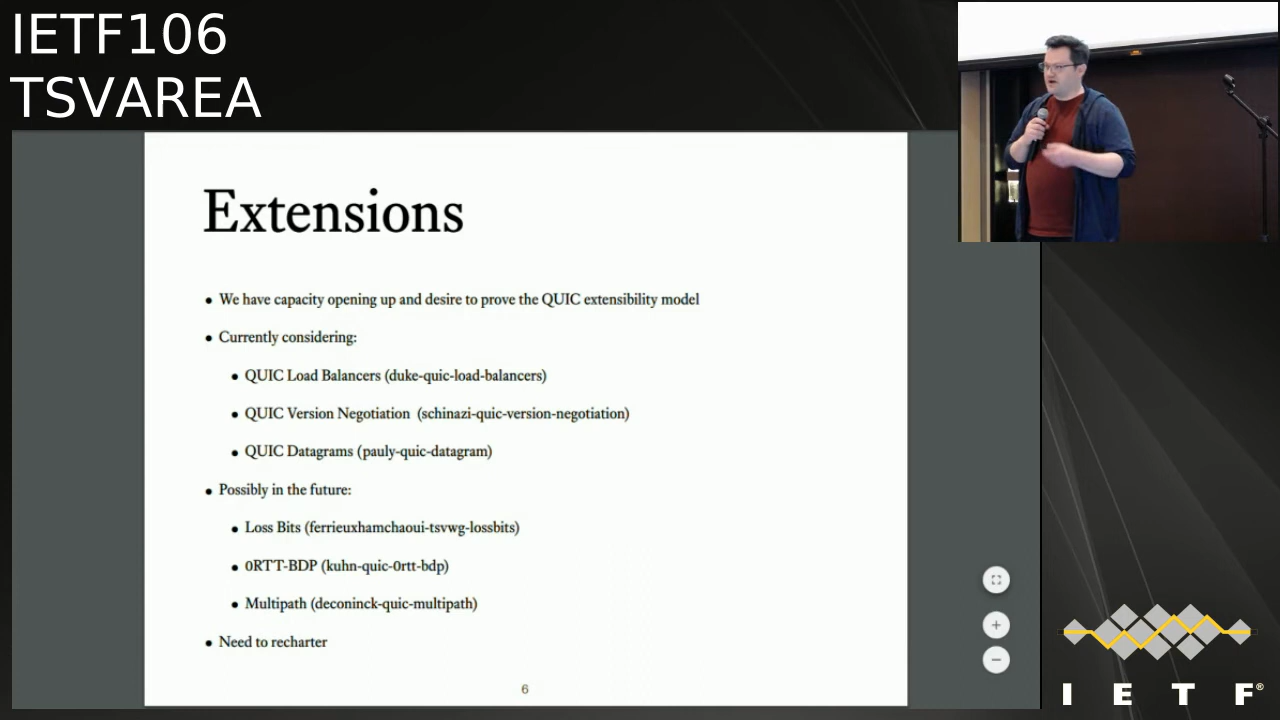 IETF106
TSVAREA
Extensions
• We have capacity opening up and desire to prove the QUIC extensibility model
• Currently considering:
• QUIC Load Balancers (duke-quic-load-balancers)
• QUIC Version Negotiation (schinazi-quic-version-negotiation)
• QUIC Datagrams (pauly-quic-datagram)
• Possibly in the future:
• Loss Bits (ferrieuxhamchaoui-tsvwg-lossbits)
• 0RTT-BDP (kuhn-quic-0rtt-bdp)
• Multipath (deconinck-quic-multipath)
• Need to recharter
6
I E T F®